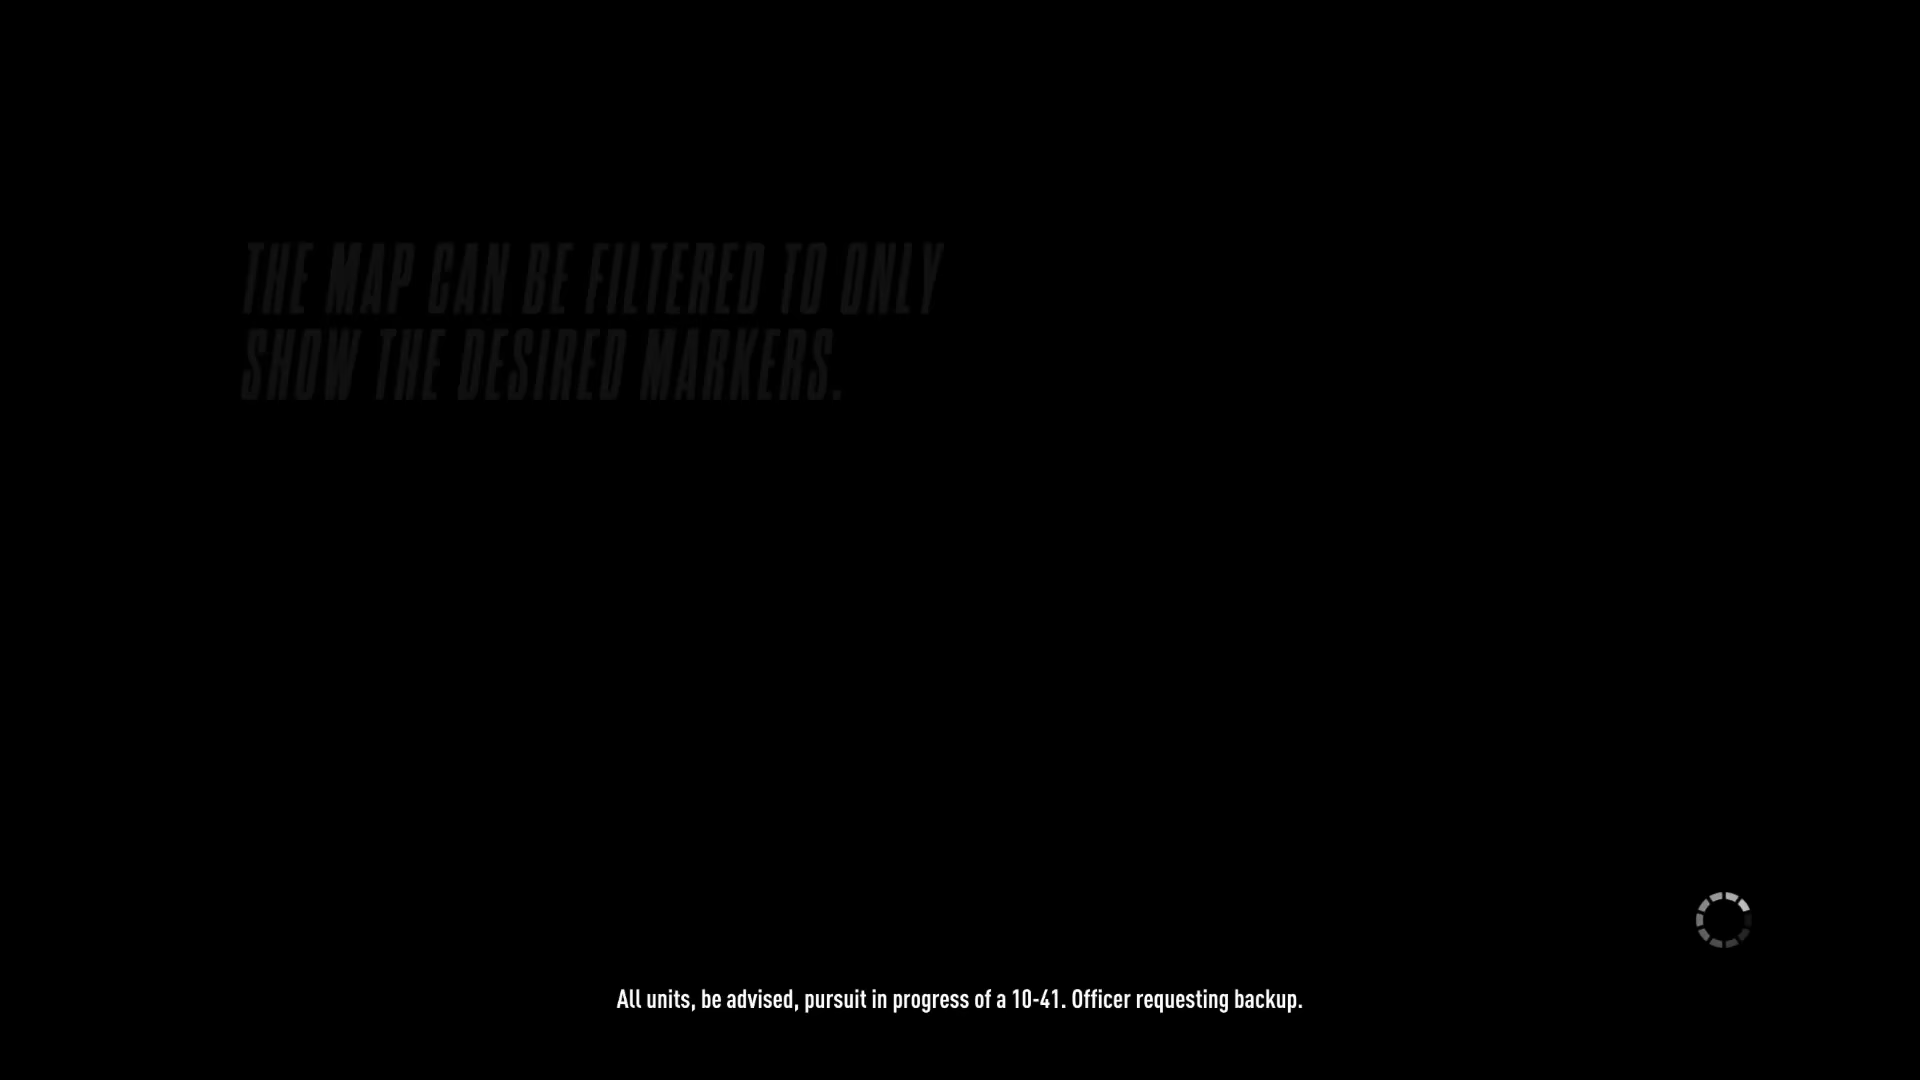 THE MAP CAN BE FILTERED TO ONLY
SHOW THE DESIRED MARKERS.
All units, be advised, pursuit in progress of a 10-41. Officer requesting backup.